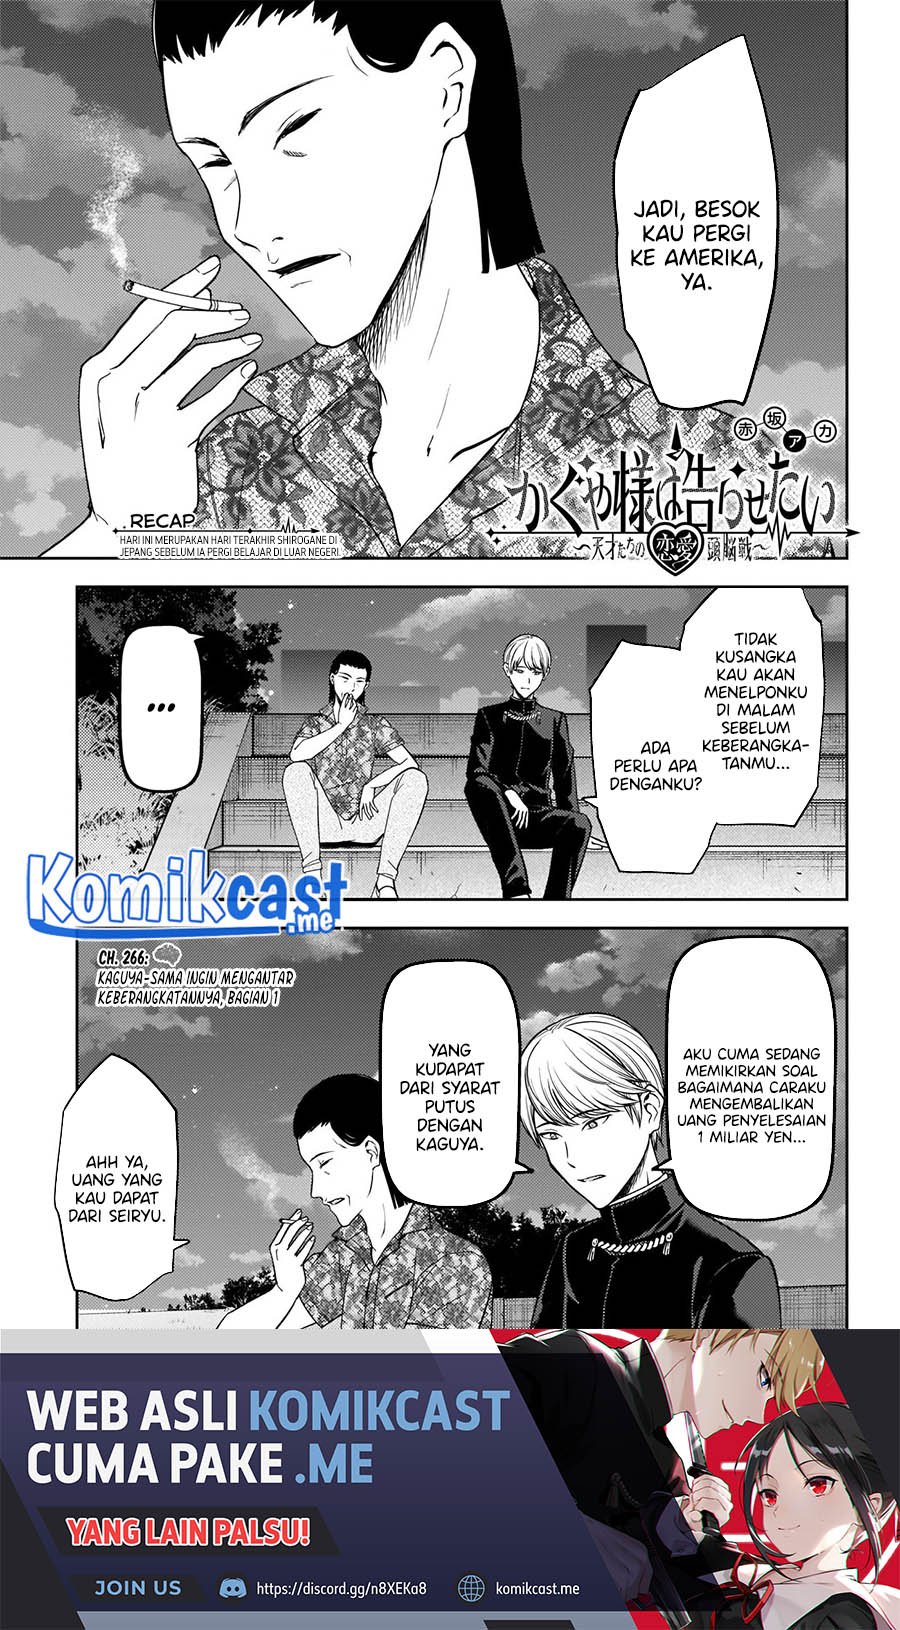 JADI, BESOK
KAU PERGI
KE AMERIKA,
YA.
赤坂アカ
かぐや様は告らせたい
～天才たちの恋愛頭脳戦～
RECAP
HARI INI MERUPAKAN HARI TERAKHIR SHIROGANE DI
JEPANG SEBELUM IA PERGI BELAJAR DI LUAR NEGERI.
TIDAK
KUSANGKA
KAU AKAN
MENELPONKU
DI MALAM
SEBELUM
KEBERANGKA-
TANMU...
ADA
PERLU APA
DENGANKU?
...
Komikcast
.me
CH. 266:
KAGUYA-SAMA INGIN MENGANTAR
KEBERANGKATANNYA, BAGIAN 1
AKU CUMA SEDANG
MEMIKIRKAN SOAL
BAGAIMANA CARAKU
MENGEMBALIKAN
UANG PENYELESAIAN
1 MILIAR YEN...
YANG
KUDAPAT
DARI SYARAT
PUTUS
DENGAN
KAGUYA.
AHH YA,
UANG YANG
KAU DAPAT
DARI SEIRYU.
WEB ASLI KOMIKCAST
CUMA PAKE .ME
YANG LAIN PALSU!
JOIN US
https://discord.gg/n8XEKa8
komikcast.me